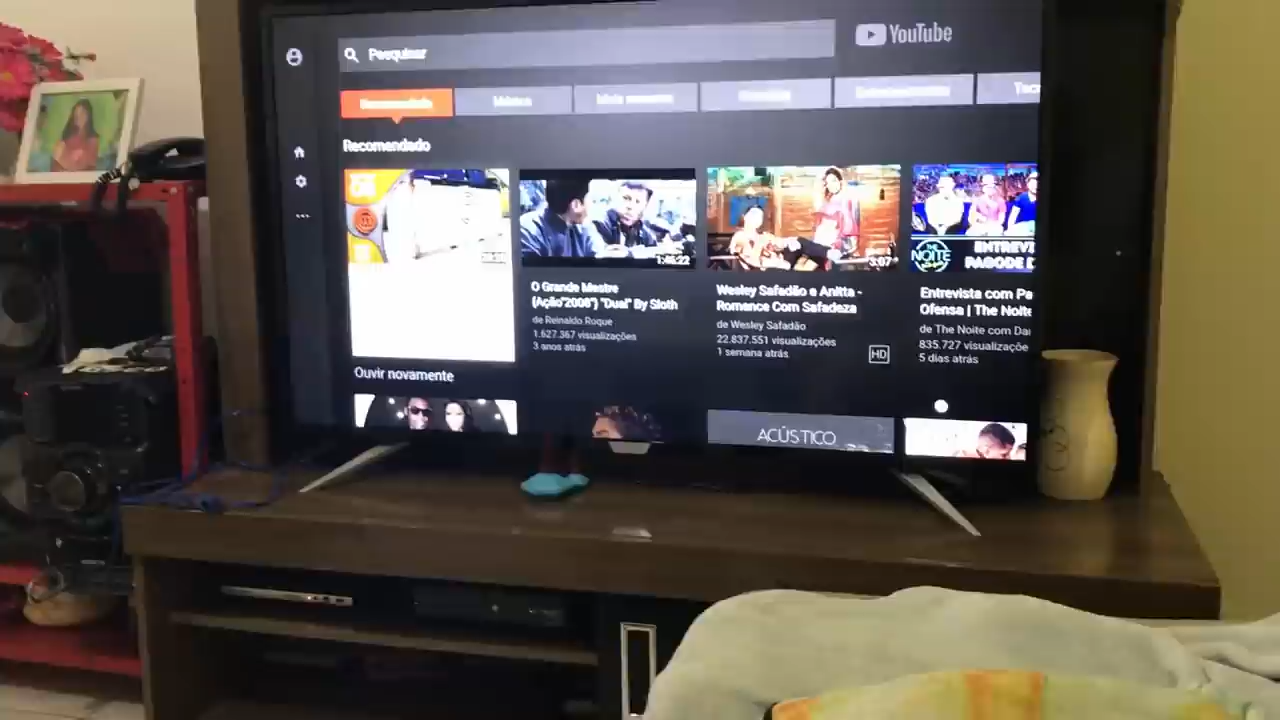 YouTube
Pesquisar
Recomendado
Música
Recomendado
1:46:22
3:07
THE
NOITE
ENTREVI
PAGODE D
O Grande Mestre
(Ação"2008") "Dual" By Sloth
de Reinaldo Roque
1.627.367 visualizações
3 anos atrás
Wesley Safadão e Anitta -
Romance Com Safadeza
de Wesley Safadão
22.837.551 visualizações
1 semana atrás
HD
Entrevista com Pa
Ofensa | The Noite
de The Noite com Dan
835.727 visualizaçõe
5 dias atrás
Ouvir novamente
ACÚSTICO